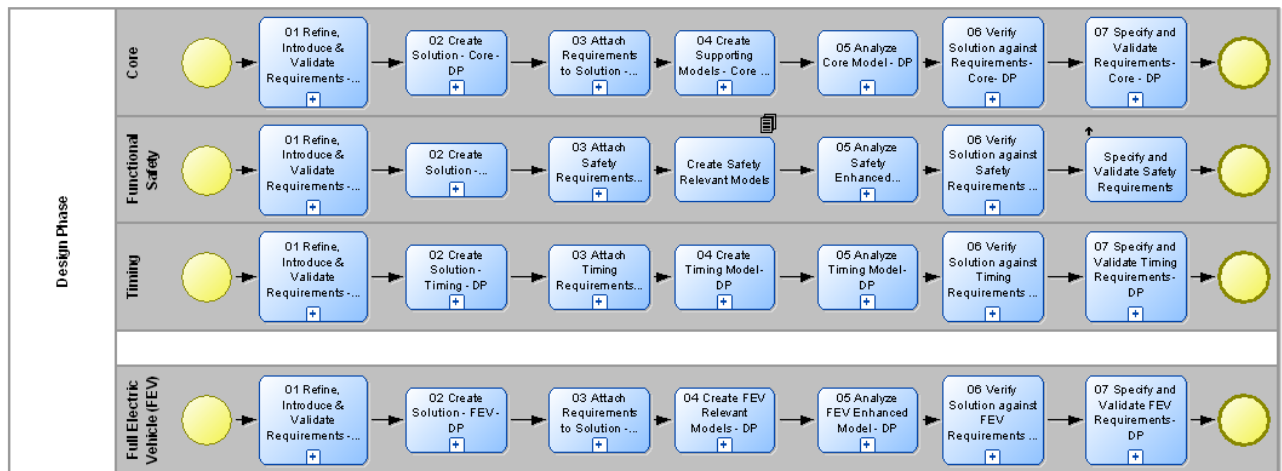 Design Phase
Core
01 Refine,
Introduce &
Validate
Requirements -...
02 Create
Solution - Core -
DP
03 Attach
Requirements
to Solution - ...
04 Create
Supporting
Models - Core ...
05 Analyze
Core Model - DP
06 Verify
Solution against
Requirements-
Core- DP
07 Specify and
Validate
Requirements-
Core - DP
Functional
Safety
01 Refine,
Introduce &
Validate
Requirements -...
02 Create
Solution - ...
03 Attach
Safety
Requirements...
Create Safety
Relevant Models
05 Analyze
Safety
Enhanced...
06 Verify
Solution against
Safety
Requirements ...
Specify and
Validate Safety
Requirements
Timing
01 Refine,
Introduce &
Validate
Requirements -...
02 Create
Solution -
Timing - DP
03 Attach
Timing
Requirements...
04 Create
Timing Model-
DP
05 Analyze
Timing Model-
DP
06 Verify
Solution against
Timing
Requirements ...
07 Specify and
Validate Timing
Requirements-
DP
Full Electric
Vehicle (FEV)
01 Refine,
Introduce &
Validate
Requirements -...
02 Create
Solution - FEV-
DP
03 Attach
Requirements
to Solution - ...
04 Create FEV
Relevant
Models - DP
05 Analyze
FEV Enhanced
Model - DP
06 Verify
Solution against
FEV
Requirements ...
07 Specify and
Validate FEV
Requirements-
DP